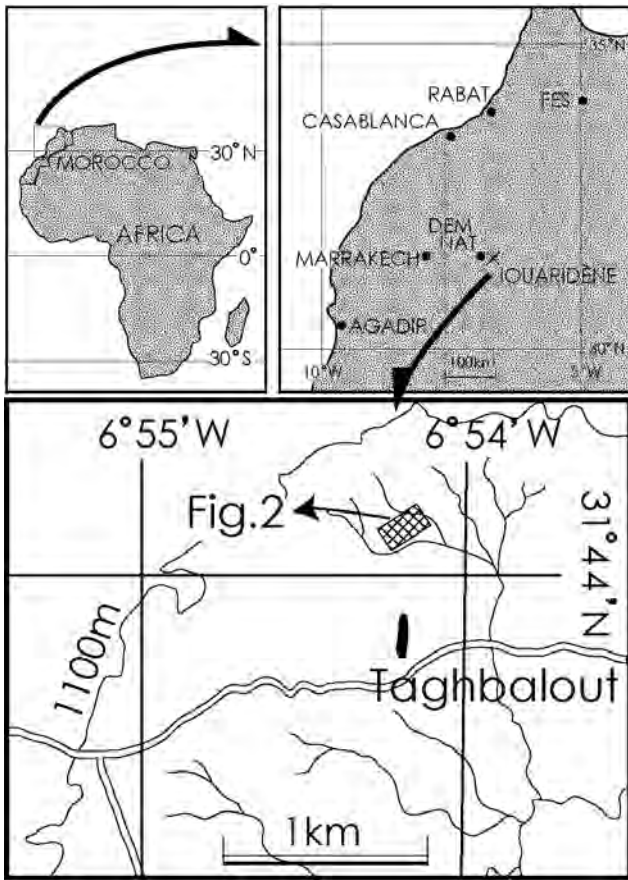 30°N
MOROCCO
AFRICA
0°
30°S
35°N
RABAT
FES
CASABLANCA
DEM
NAT
MARRAKECH
IOUARIDÈNE
AGADIR
30°N
10°W
100km
5°W
6°55'W
6°54'W
Fig.2
31°44'N
1100m
Taghbalout
1km